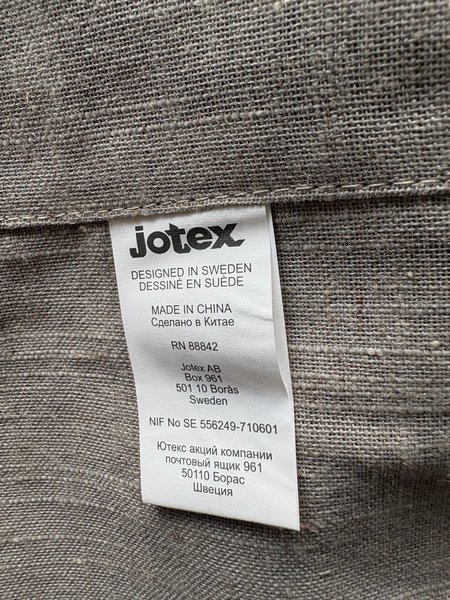 jotex
DESIGNED IN SWEDEN
DESSINÉ EN SUÈDE
MADE IN CHINA
Сделано в Китае
RN 88842
Jotex AB
Box 961
501 10 Borås
Sweden
NIF No SE 556249-710601
Ютекс акций компании
почтовый ящик 961
50110 Борас
Швеция